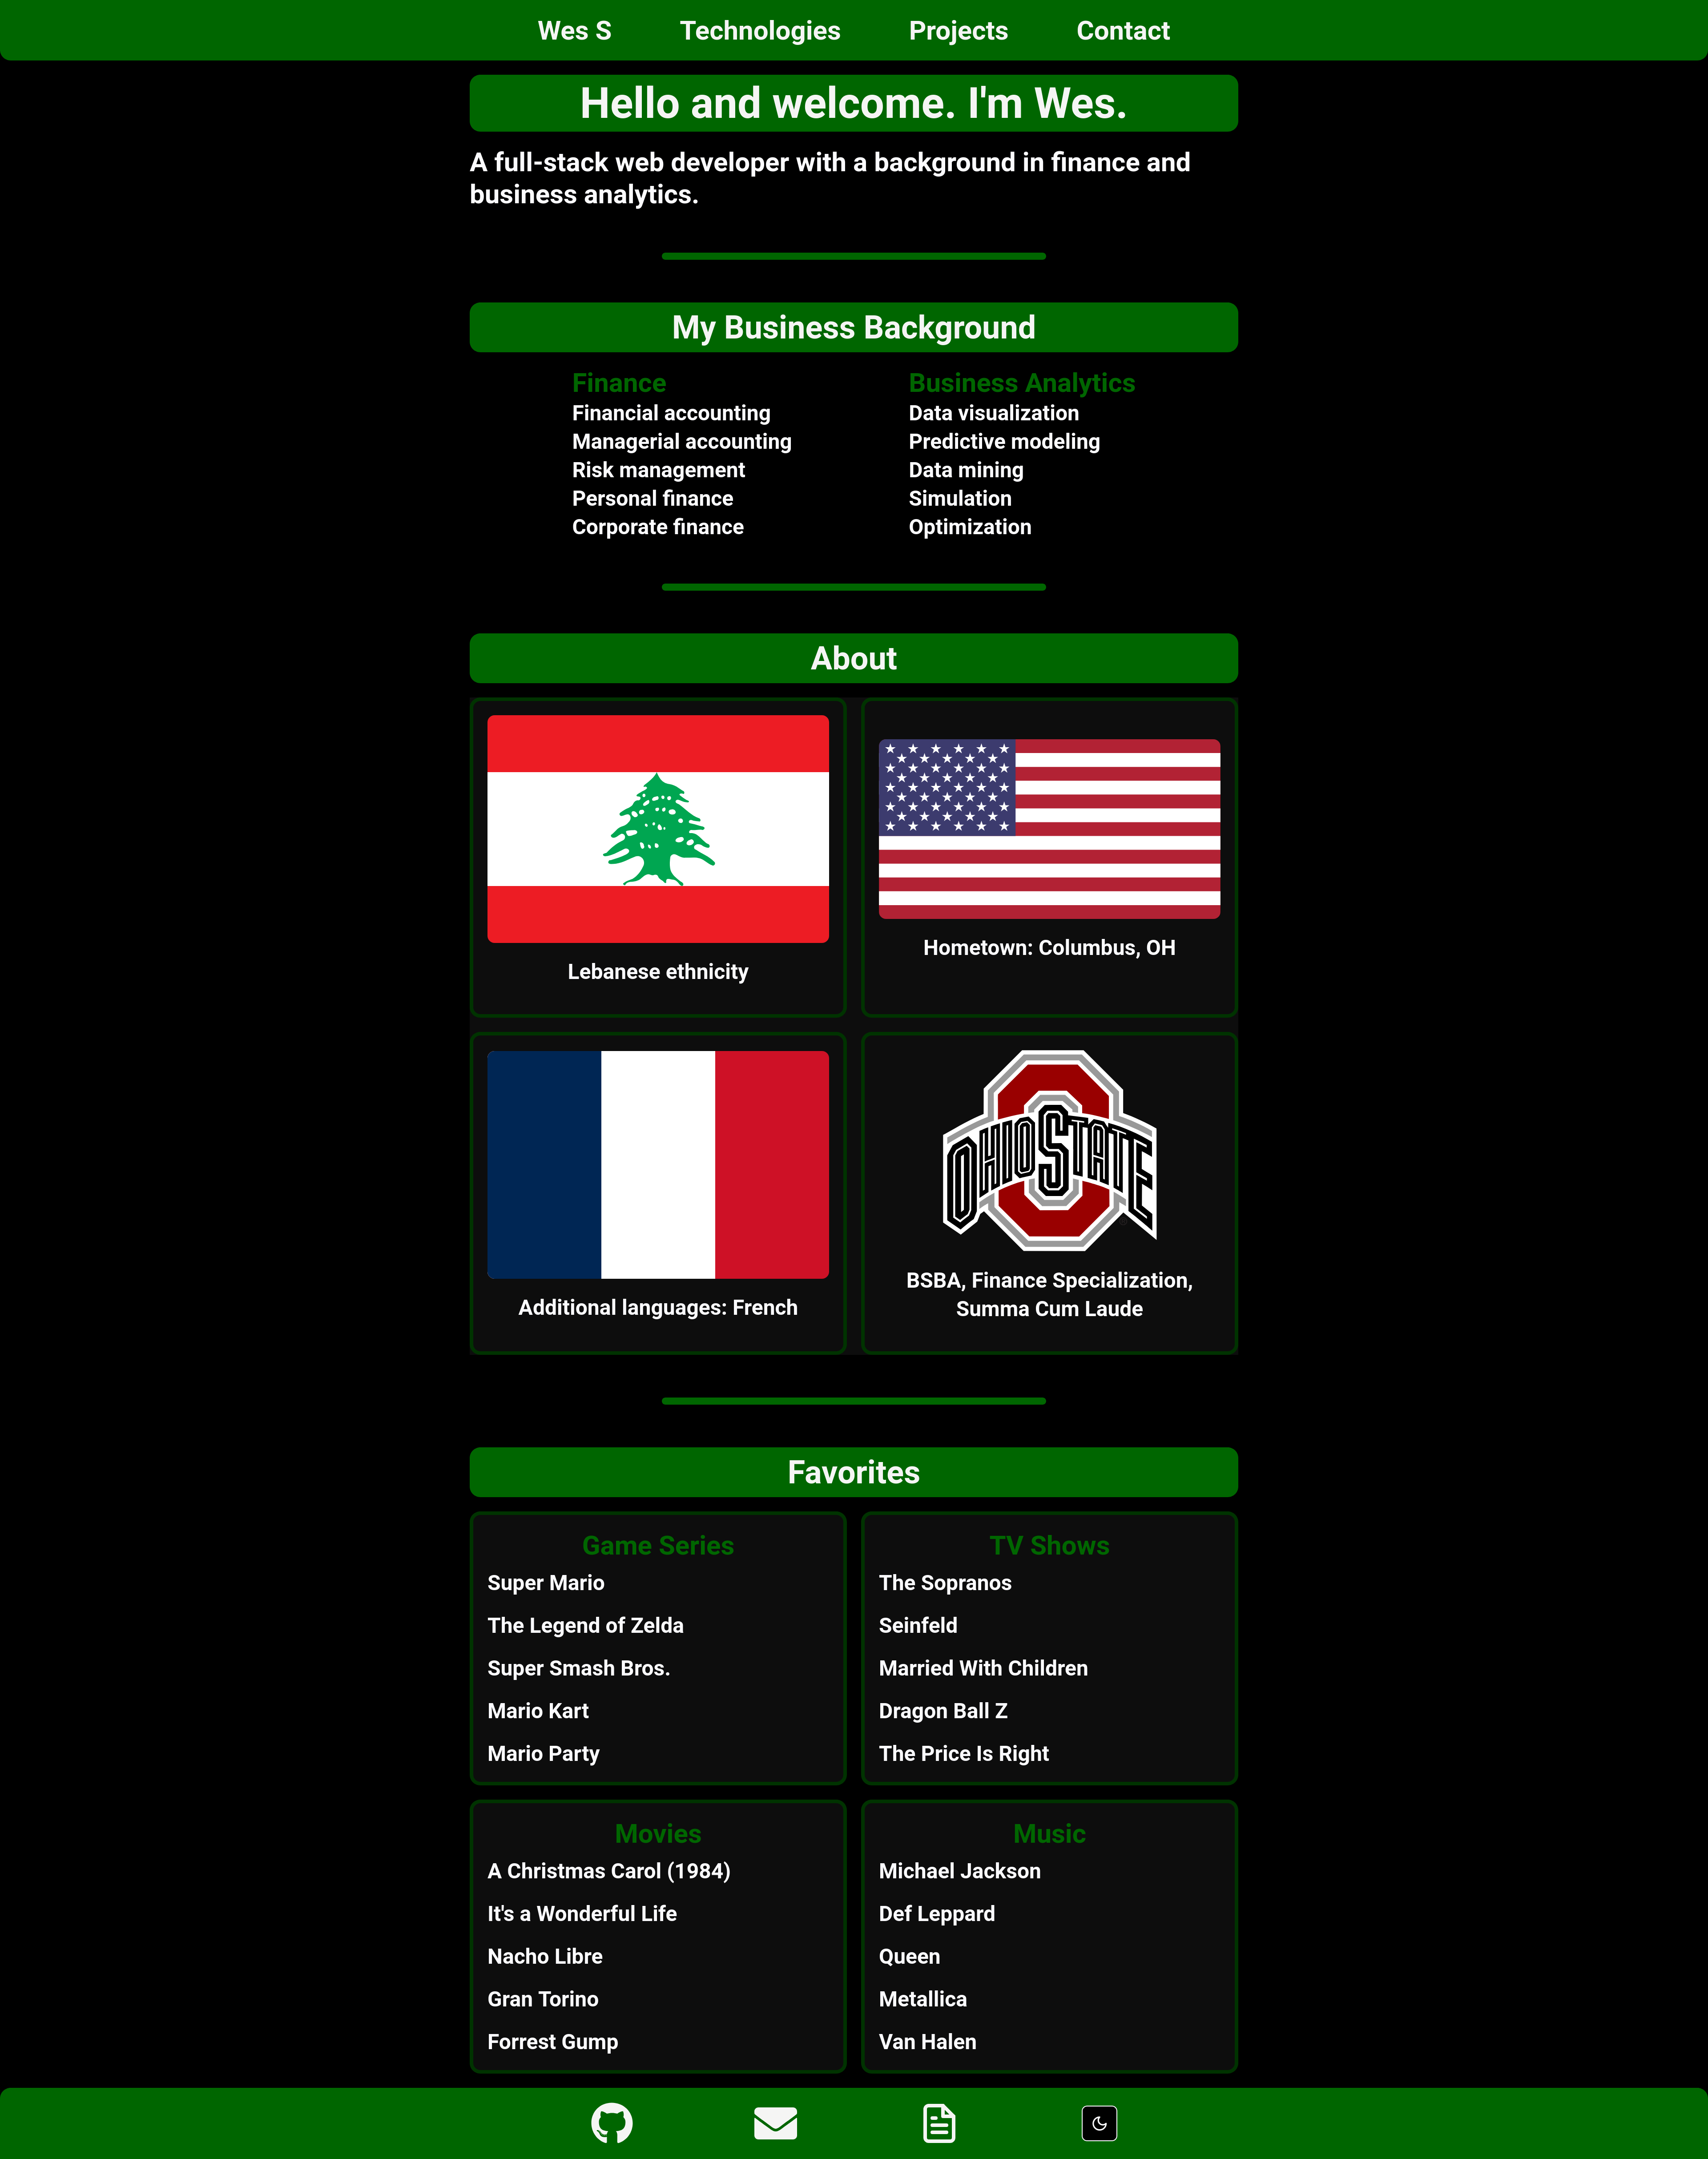 Wes S
Technologies
Projects
Contact
Hello and welcome. I'm Wes.
A full-stack web developer with a background in finance and
business analytics.
My Business Background
Finance
Financial accounting
Managerial accounting
Risk management
Personal finance
Corporate finance
Business Analytics
Data visualization
Predictive modeling
Data mining
Simulation
Optimization
About
Lebanese ethnicity
Hometown: Columbus, OH
Additional languages: French
OHIO STATE
BSBA, Finance Specialization,
Summa Cum Laude
Favorites
Game Series
Super Mario
The Legend of Zelda
Super Smash Bros.
Mario Kart
Mario Party
TV Shows
The Sopranos
Seinfeld
Married With Children
Dragon Ball Z
The Price Is Right
Movies
A Christmas Carol (1984)
It's a Wonderful Life
Nacho Libre
Gran Torino
Forrest Gump
Music
Michael Jackson
Def Leppard
Queen
Metallica
Van Halen